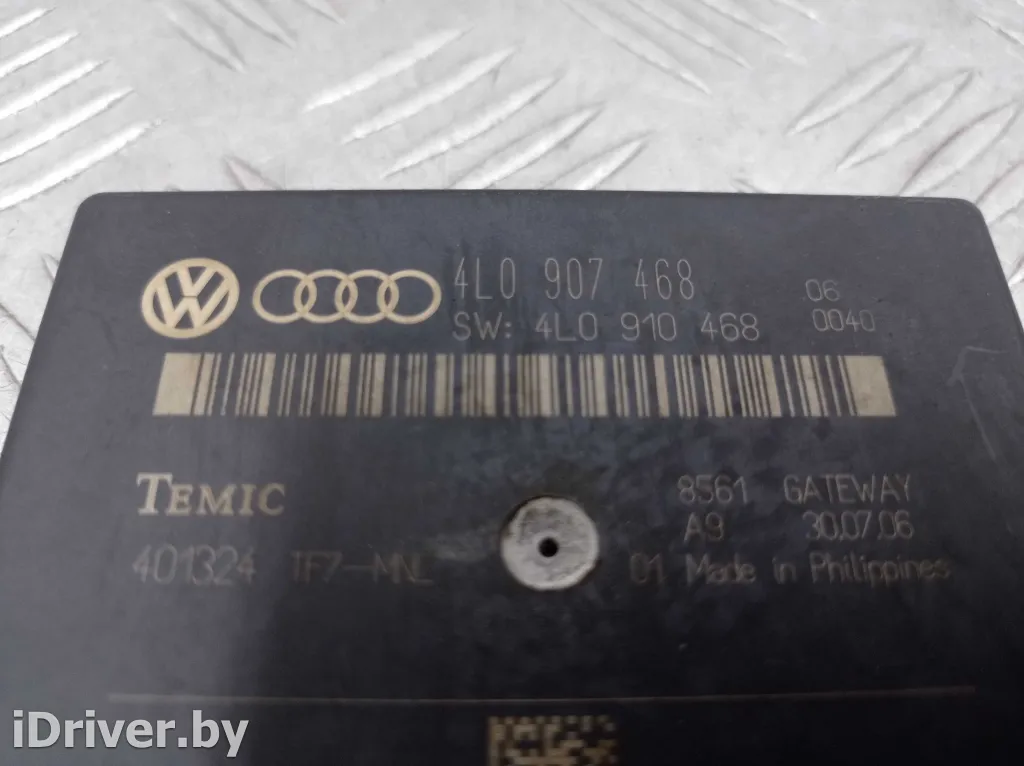 4L0 907 468 06
SW: 4L0 910 468 0040
TEMIC
8561 GATEWAY
A9 30.07.06
401324 TF7-MNL 01 Made in Philippines
iDriver.by